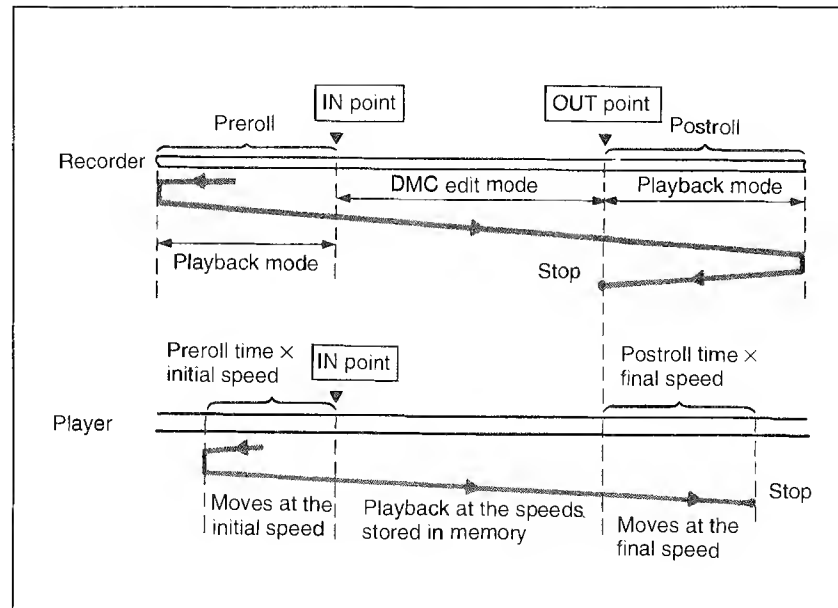 IN point
OUT point
Preroll
Postroll
Recorder
DMC edit mode
Playback mode
Playback mode
Stop
Preroll time ×
initial speed
IN point
Postroll time ×
final speed
Player
Stop
Moves at the
initial speed
Playback at the speeds
stored in memory
Moves at the
final speed